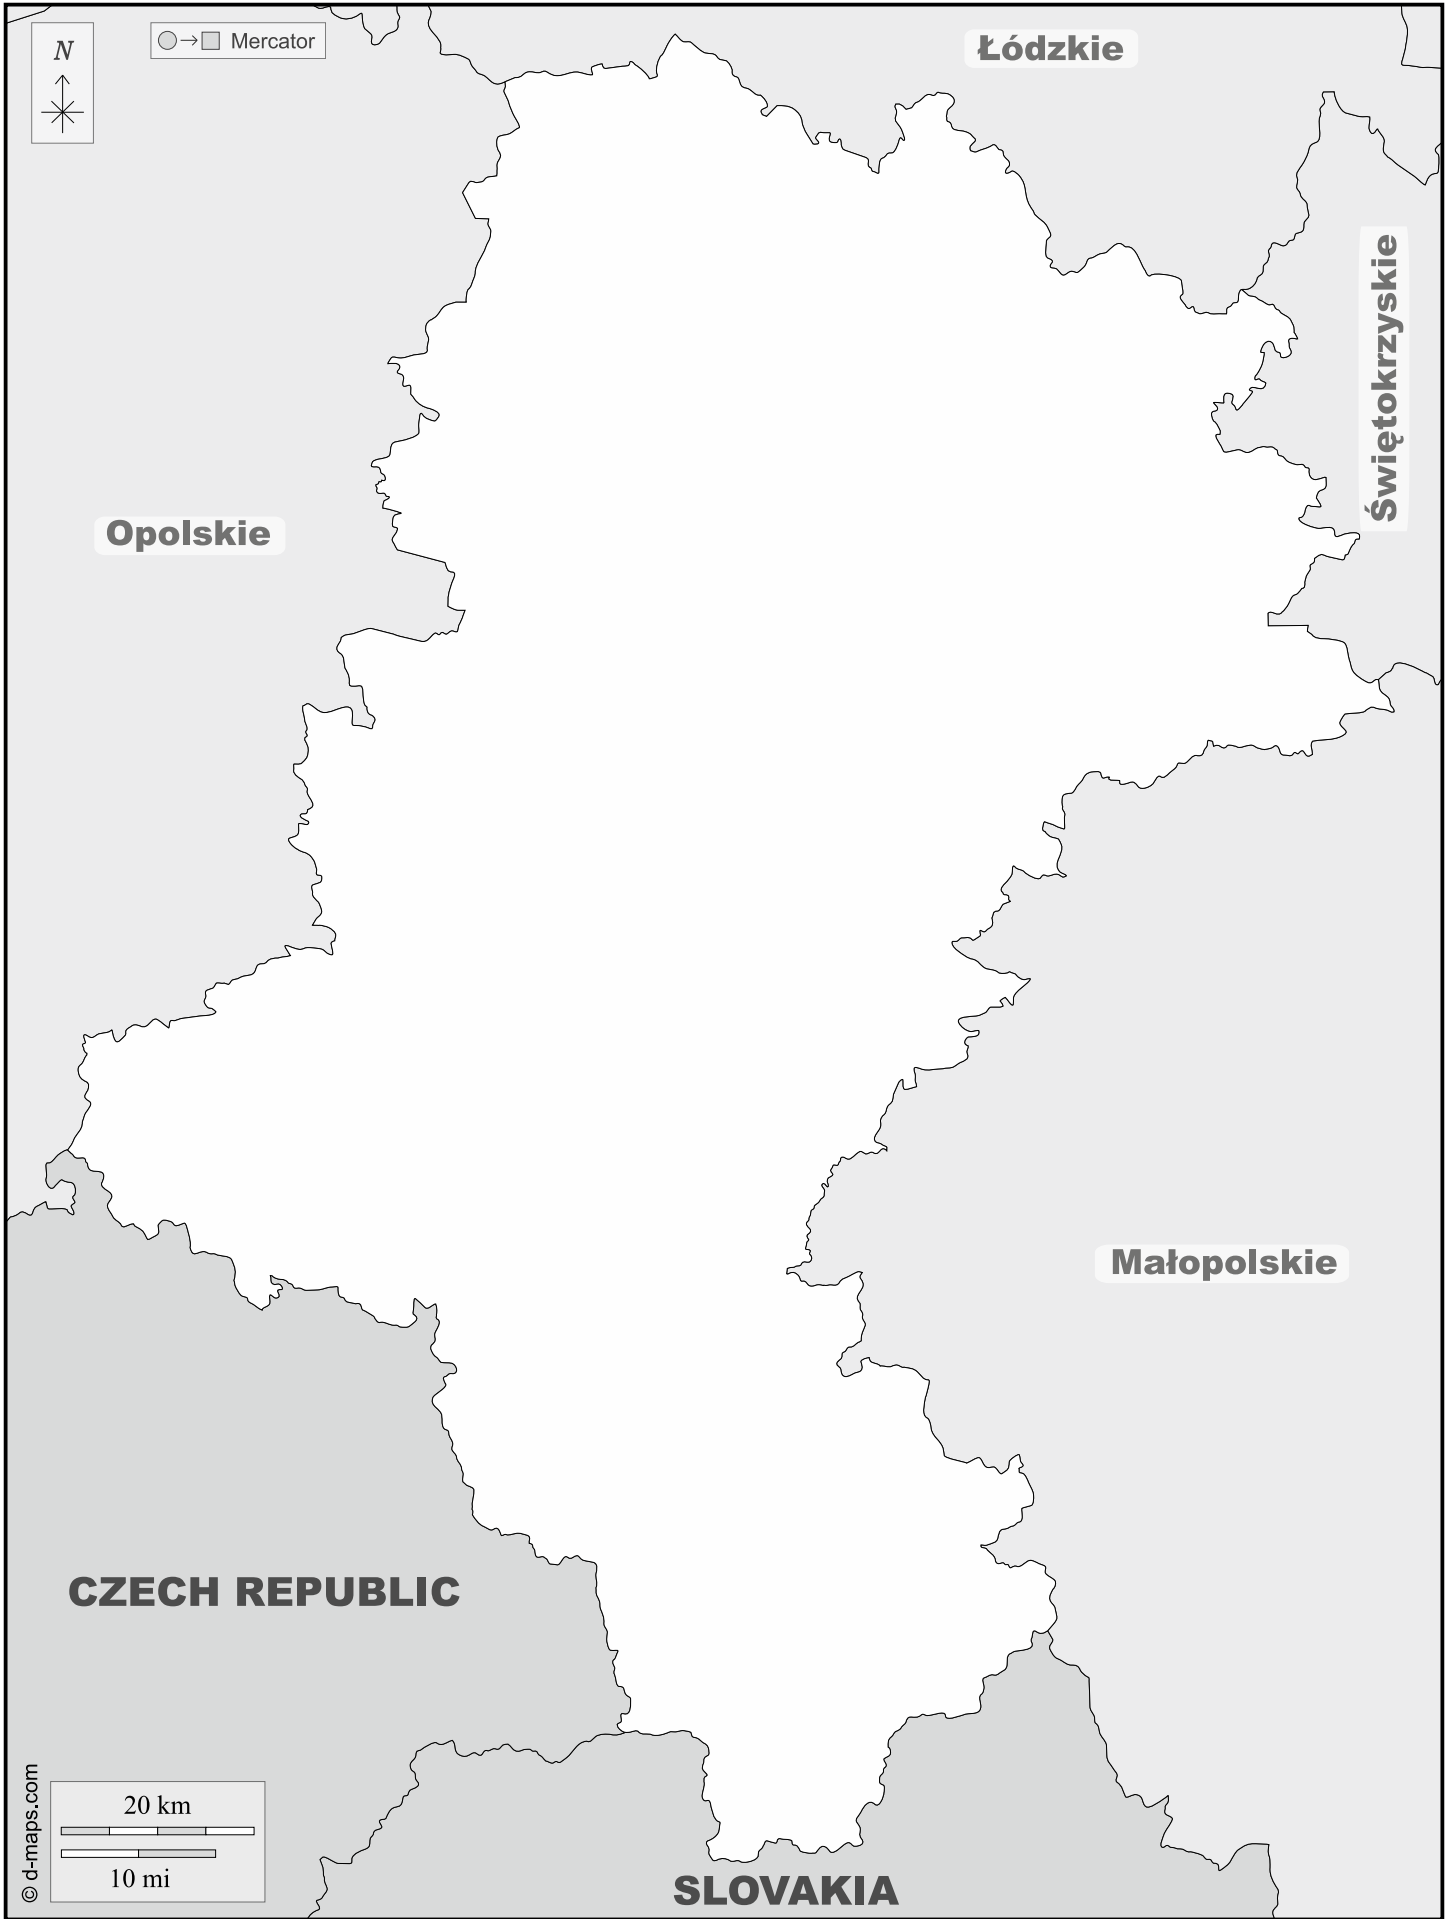 N
Mercator
Łódzkie
Świętokrzyskie
Opolskie
Małopolskie
CZECH REPUBLIC
SLOVAKIA
20 km
10 mi
© d-maps.com